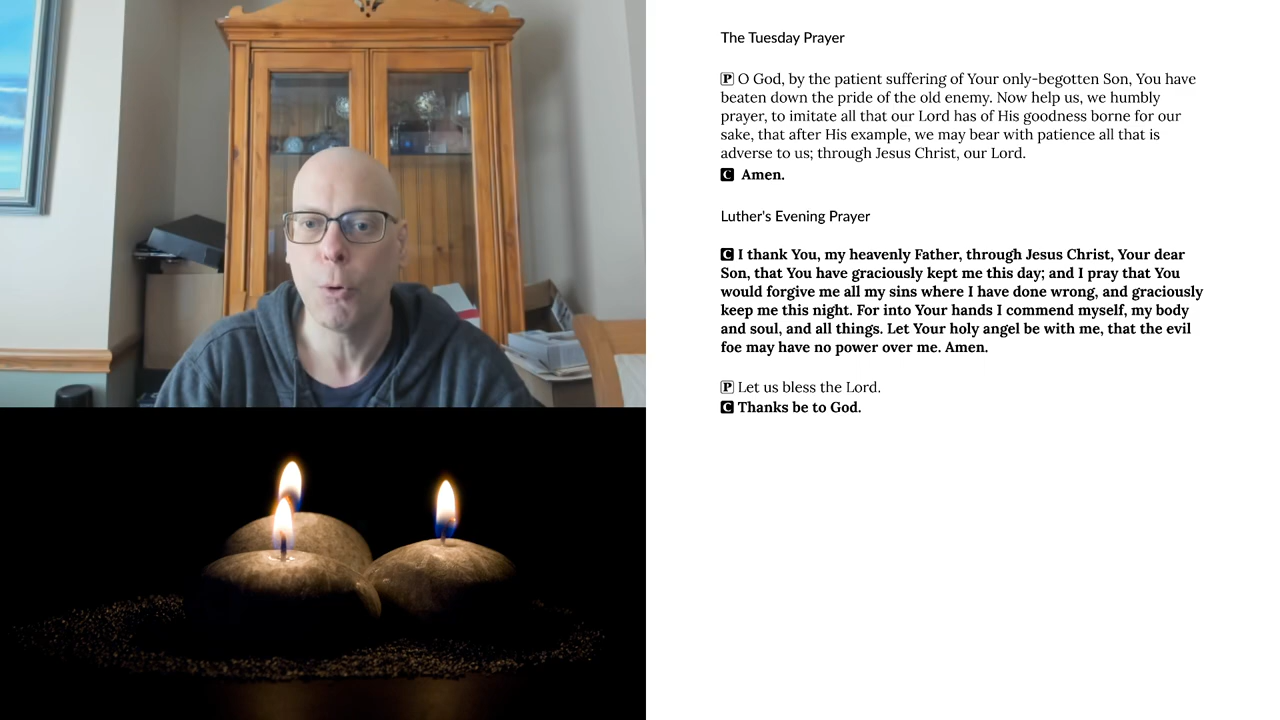 The Tuesday Prayer
P O God, by the patient suffering of Your only-begotten Son, You have
beaten down the pride of the old enemy. Now help us, we humbly
prayer, to imitate all that our Lord has of His goodness borne for our
sake, that after His example, we may bear with patience all that is
adverse to us; through Jesus Christ, our Lord.
C Amen.
Luther's Evening Prayer
C I thank You, my heavenly Father, through Jesus Christ, Your dear
Son, that You have graciously kept me this day; and I pray that You
would forgive me all my sins where I have done wrong, and graciously
keep me this night. For into Your hands I commend myself, my body
and soul, and all things. Let Your holy angel be with me, that the evil
foe may have no power over me. Amen.
P Let us bless the Lord.
C Thanks be to God.